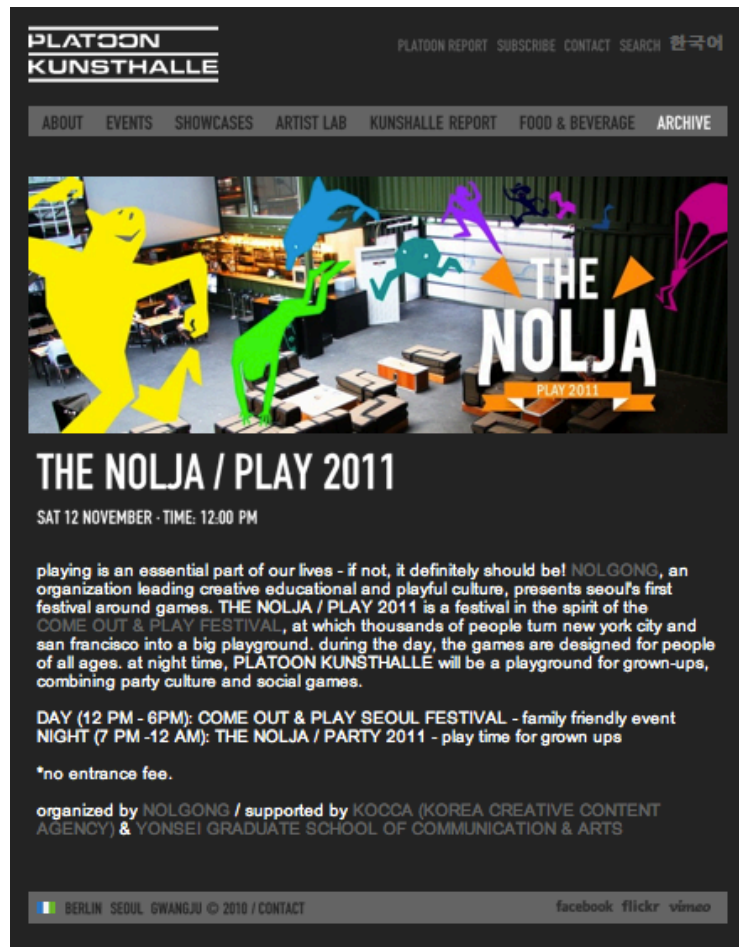 PLATOON
KUNSTHALLE
PLATOON REPORT SUBSCRIBE CONTACT SEARCH 한국어
ABOUT EVENTS SHOWCASES ARTIST LAB KUNSHALLE REPORT FOOD & BEVERAGE ARCHIVE
THE
NOLJA
PLAY 2011
THE NOLJA / PLAY 2011
SAT 12 NOVEMBER · TIME: 12:00 PM
playing is an essential part of our lives - if not, it definitely should be! NOLGONG, an
organization leading creative educational and playful culture, presents seoul's first
festival around games. THE NOLJA / PLAY 2011 is a festival in the spirit of the
COME OUT & PLAY FESTIVAL, at which thousands of people turn new york city and
san francisco into a big playground. during the day, the games are designed for people
of all ages. at night time, PLATOON KUNSTHALLE will be a playground for grown-ups,
combining party culture and social games.
DAY (12 PM - 6PM): COME OUT & PLAY SEOUL FESTIVAL - family friendly event
NIGHT (7 PM -12 AM): THE NOLJA / PARTY 2011 - play time for grown ups
*no entrance fee.
organized by NOLGONG / supported by KOCCA (KOREA CREATIVE CONTENT
AGENCY) & YONSEI GRADUATE SCHOOL OF COMMUNICATION & ARTS
BERLIN SEOUL GWANGJU © 2010 / CONTACT facebook flickr vimeo